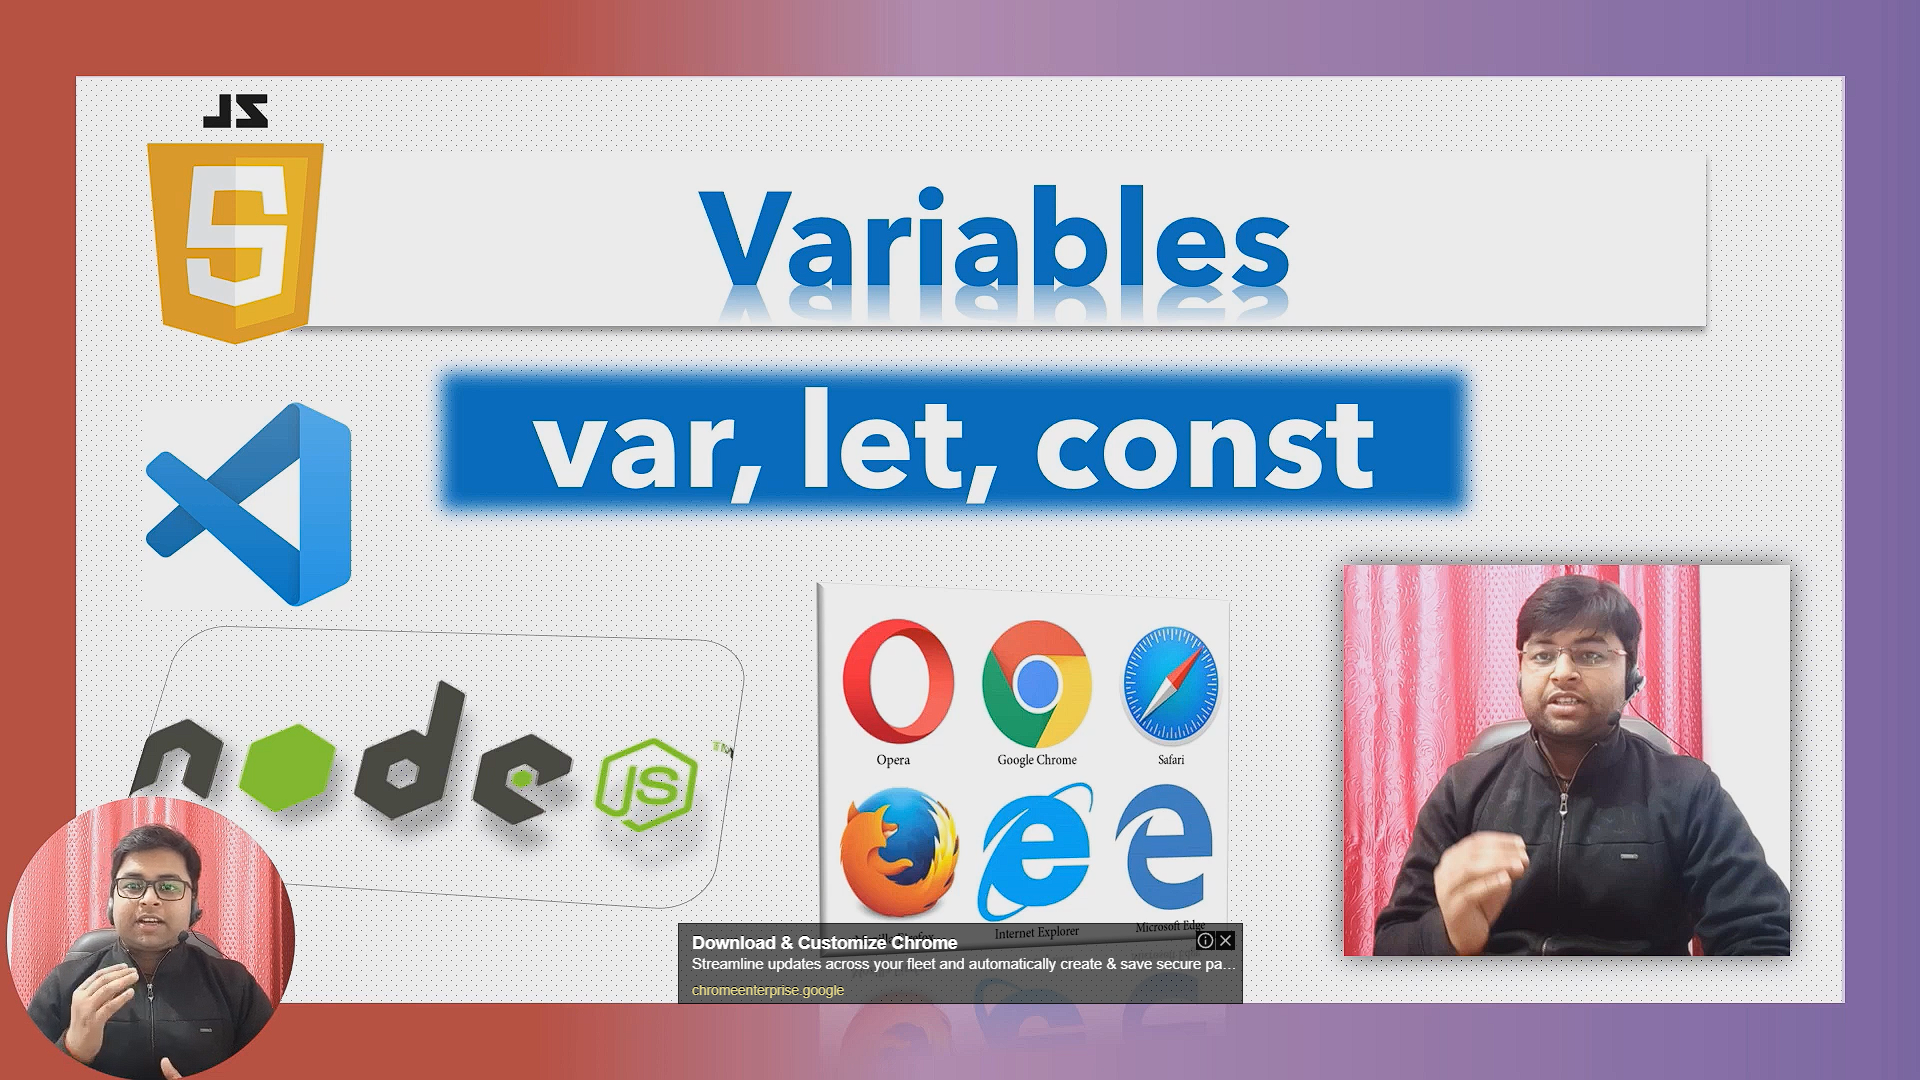 JS
Variables
var, let, const
node
JS
™
Opera
Google Chrome
Safari
Internet Explorer
Microsoft Edge
Download & Customize Chrome
Streamline updates across your fleet and automatically create & save secure pa...
chromeenterprise.google